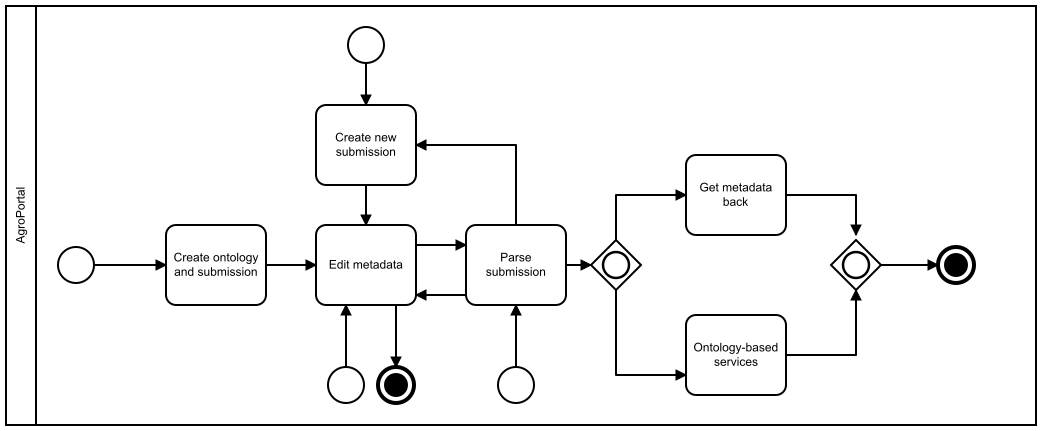 AgroPortal
Create new
submission
Create ontology
and submission
Edit metadata
Parse
submission
Get metadata
back
Ontology-based
services